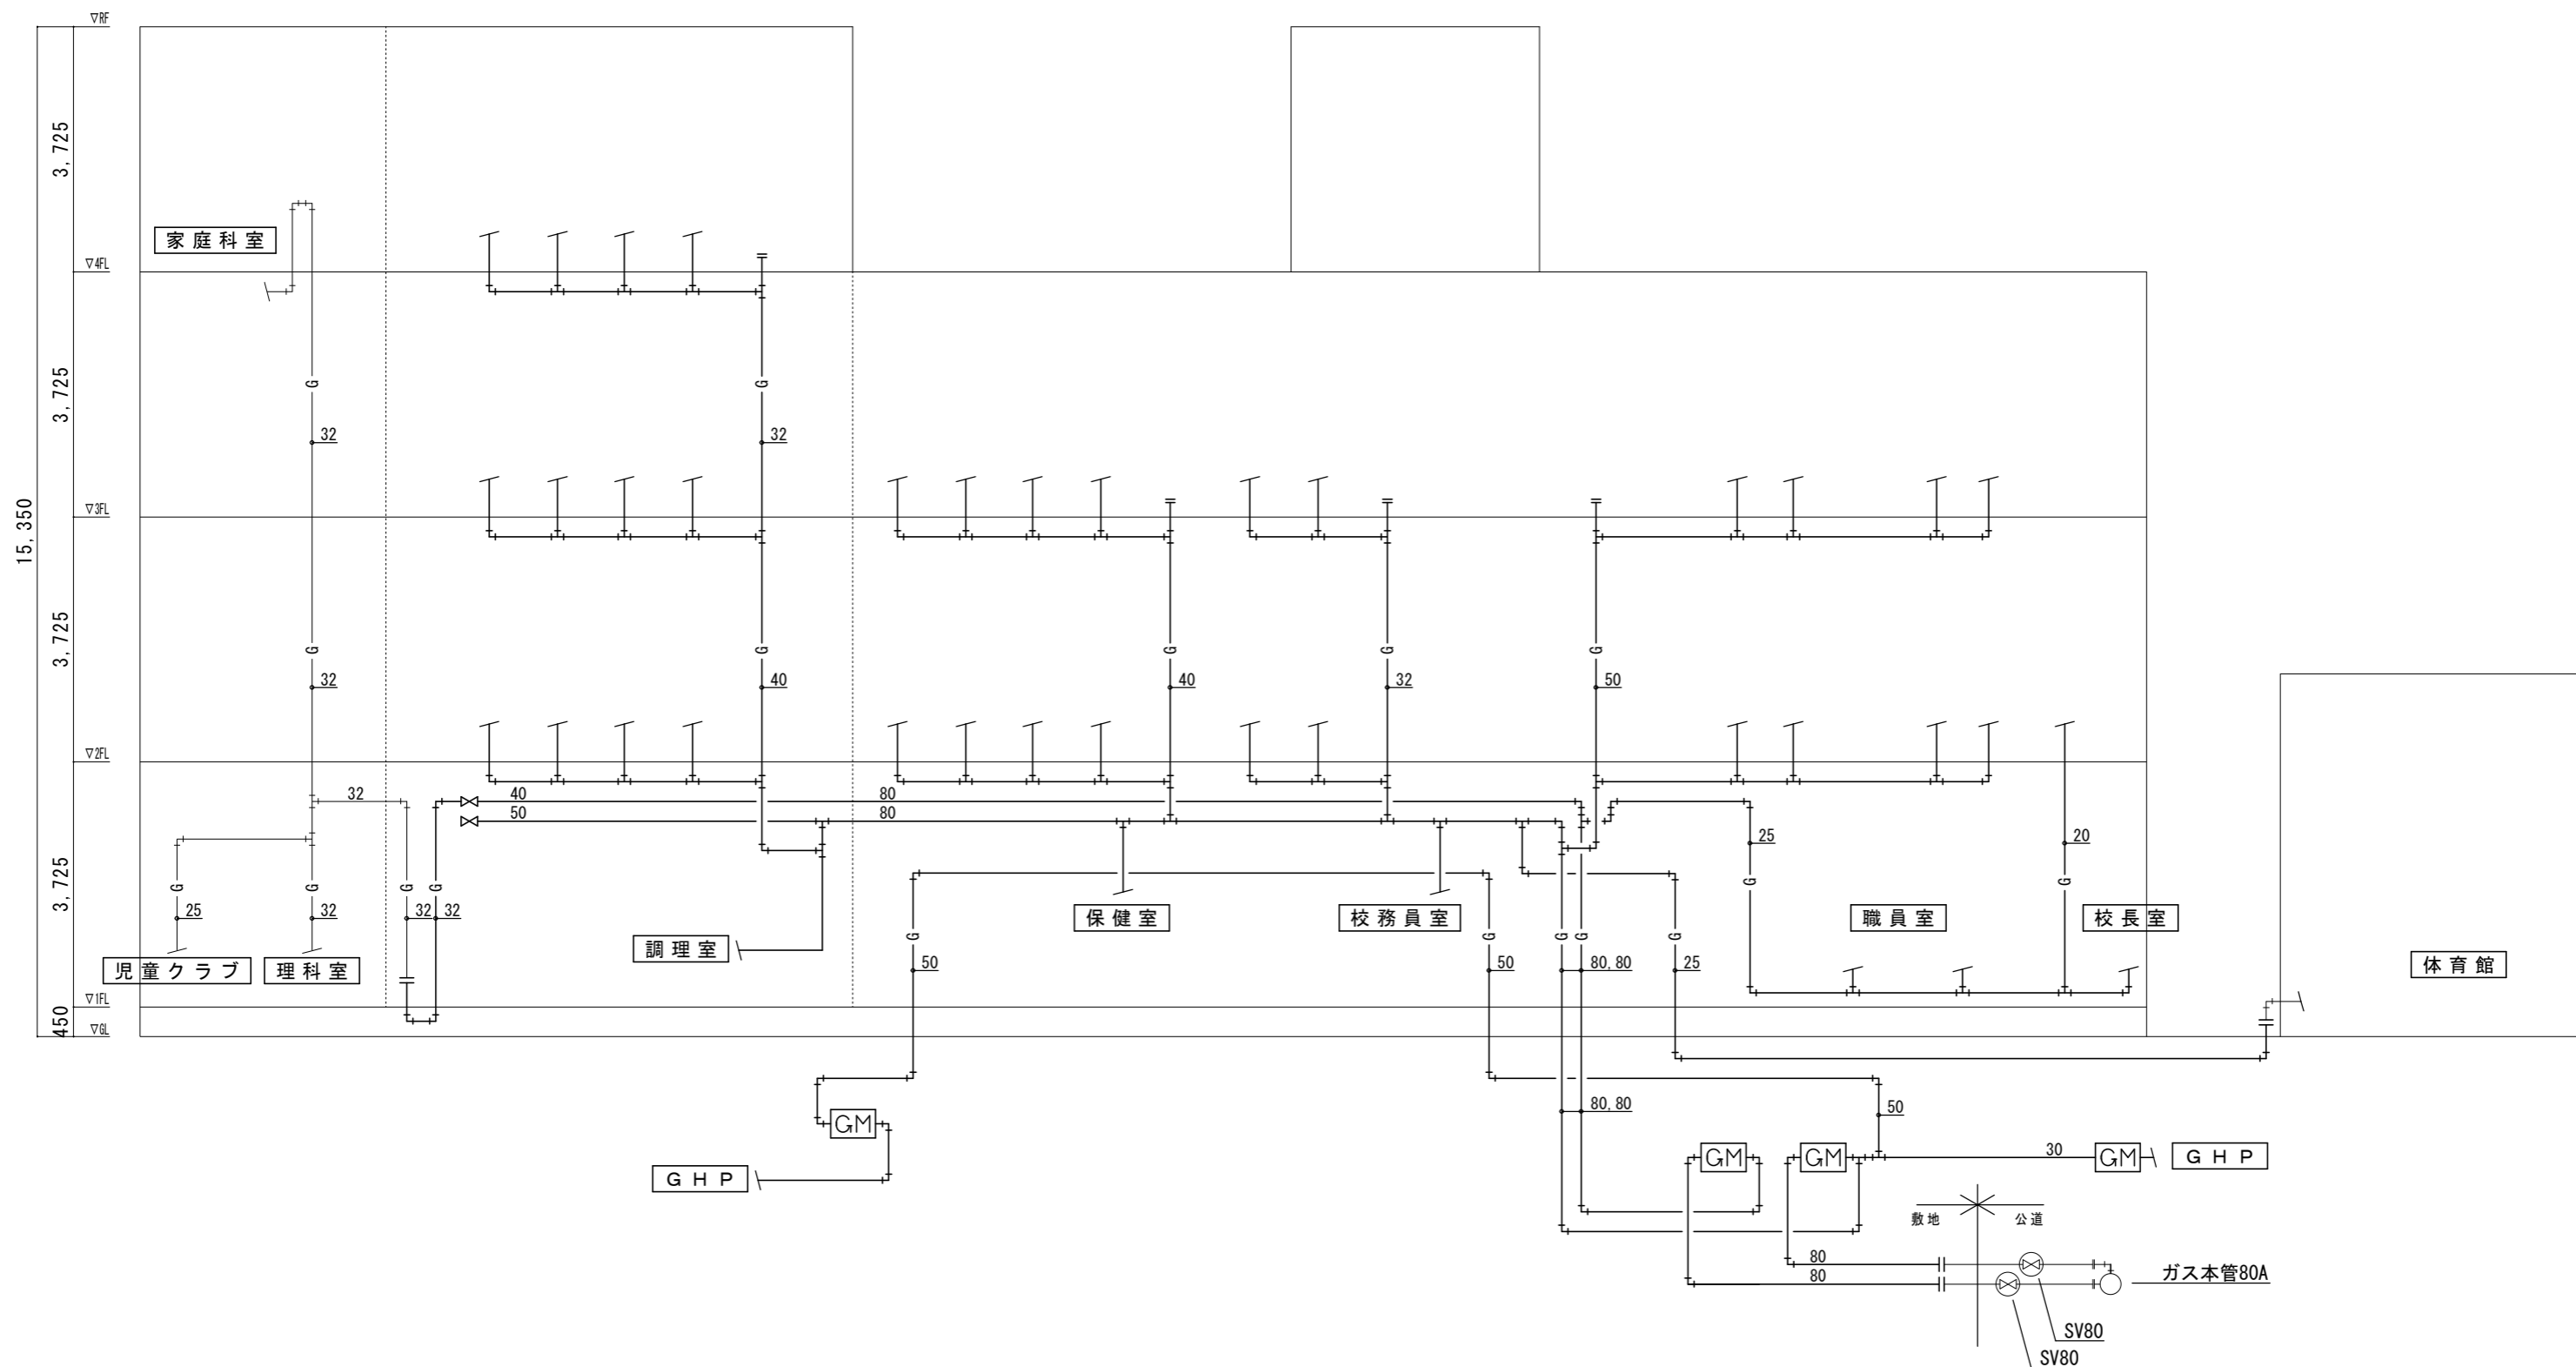 ▽RF
3,725
家庭科室
▽4FL
G
G
3,725
32
32
15,350
▽3FL
G
G
G
G
G
3,725
32
40
40
32
50
▽2FL
32
40
80
50
80
25
20
3,725
G
G
G
G
G
G
25
32
32
32
保健室
校務員室
職員室
校長室
調理室
G
G
G
G
G
児童クラブ
理科室
50
50
80,80
25
体育館
▽1FL
450
▽GL
GM
80,80
50
GHP
GM
GM
30
GM
GHP
敷地
公道
80
80
ガス本管80A
SV80
SV80